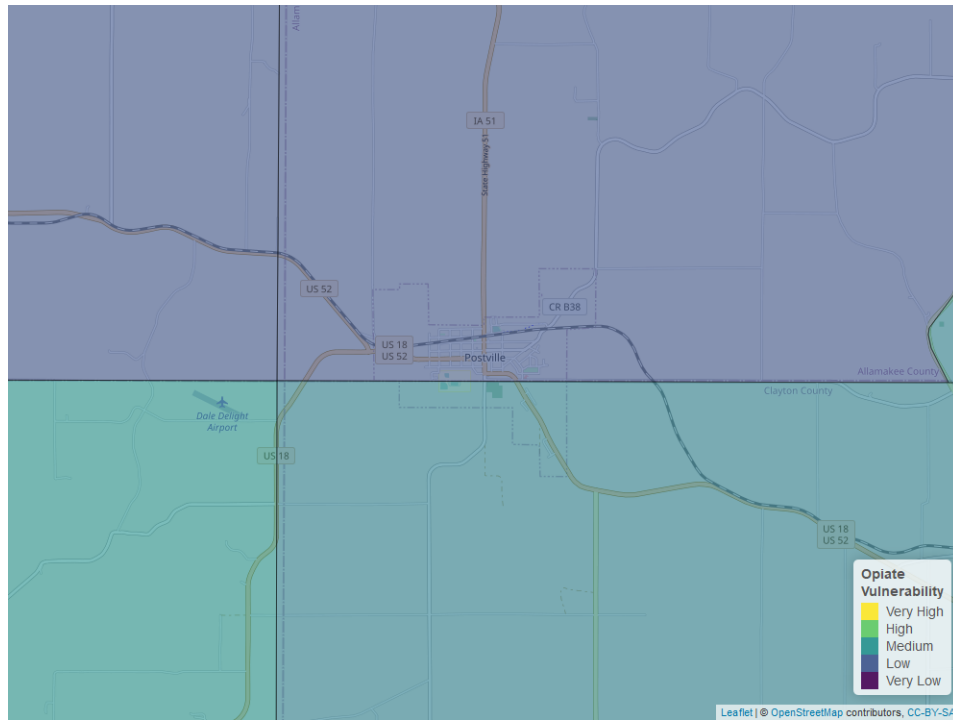 Allam
IA 51
State Highway 51
US 52
CR B38
US 18
US 52
Postville
Allamakee County
Clayton County
Dale Delight
Airport
US 18
US 18
US 52
Opiate
Vulnerability
Very High
High
Medium
Low
Very Low
Leaflet | © OpenStreetMap contributors, CC-BY-SA